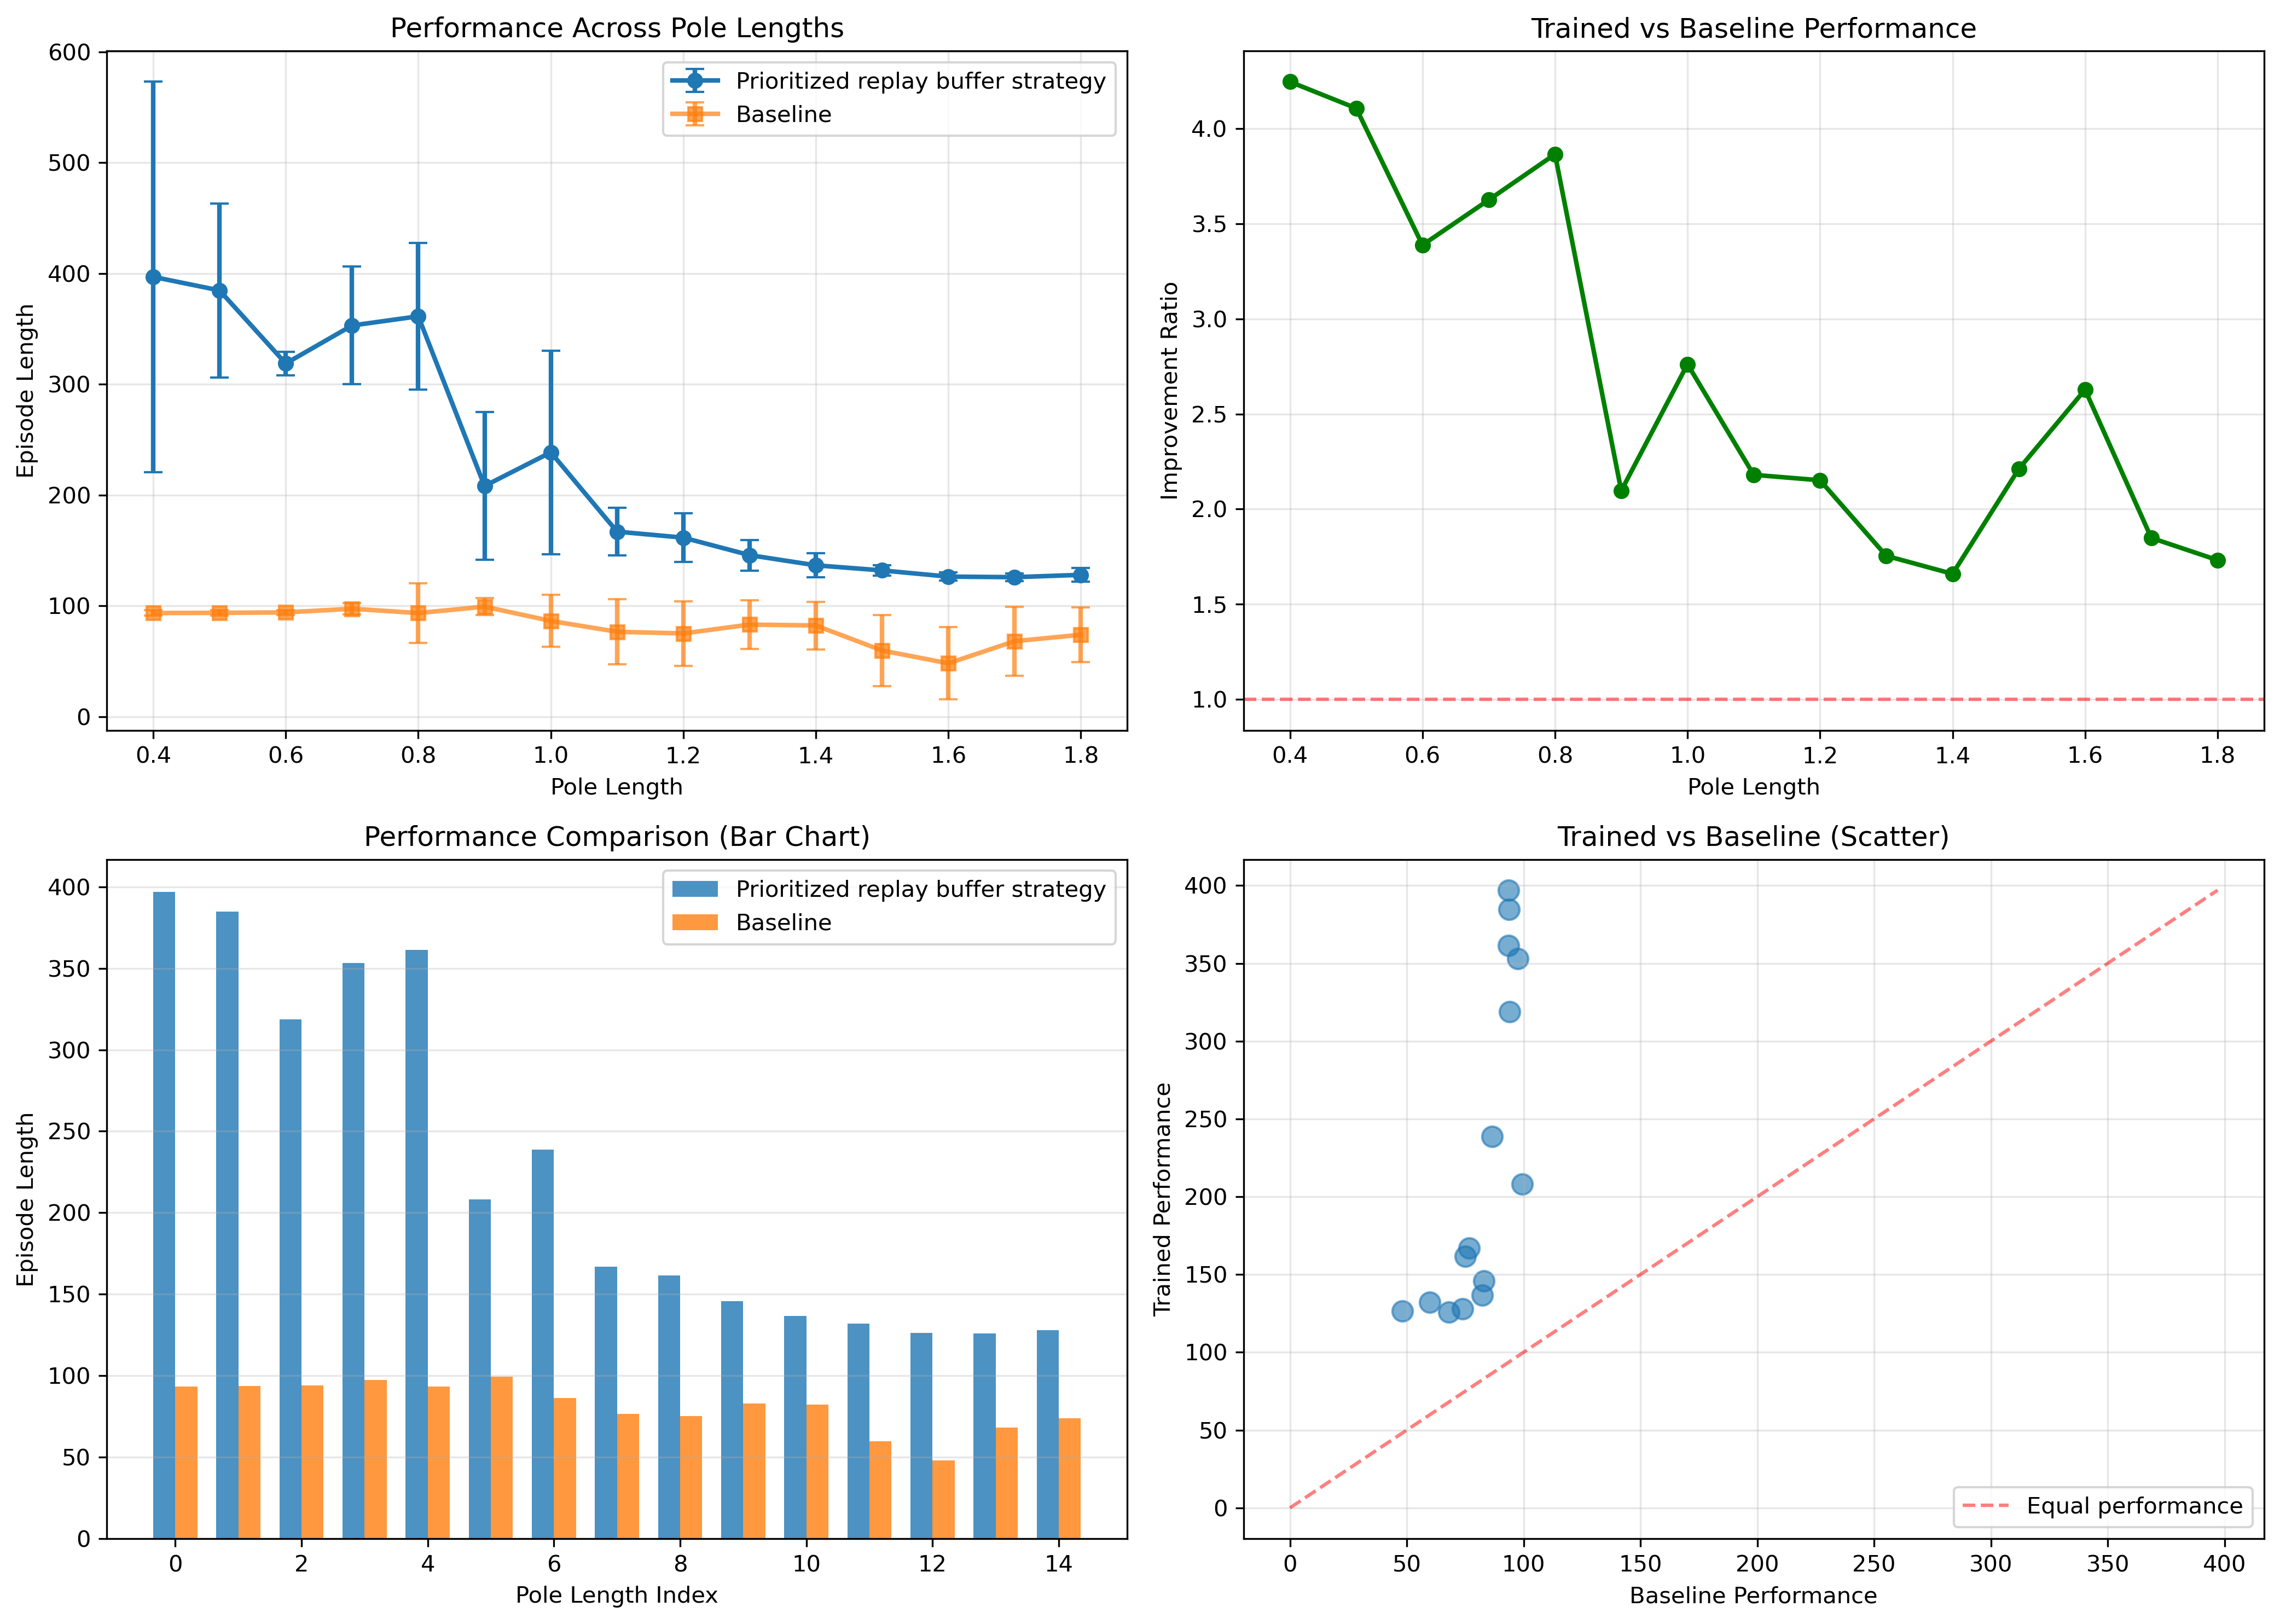 Performance Across Pole Lengths
600
500
400
300
200
100
0
Episode Length
Prioritized replay buffer strategy
Baseline
0.4 0.6 0.8 1.0 1.2 1.4 1.6 1.8
Pole Length
Trained vs Baseline Performance
4.0
3.5
3.0
2.5
2.0
1.5
1.0
Improvement Ratio
0.4 0.6 0.8 1.0 1.2 1.4 1.6 1.8
Pole Length
Performance Comparison (Bar Chart)
400
350
300
250
200
150
100
50
0
Episode Length
Prioritized replay buffer strategy
Baseline
0 2 4 6 8 10 12 14
Pole Length Index
Trained vs Baseline (Scatter)
400
350
300
250
200
150
100
50
0
Trained Performance
Equal performance
0 50 100 150 200 250 300 350 400
Baseline Performance